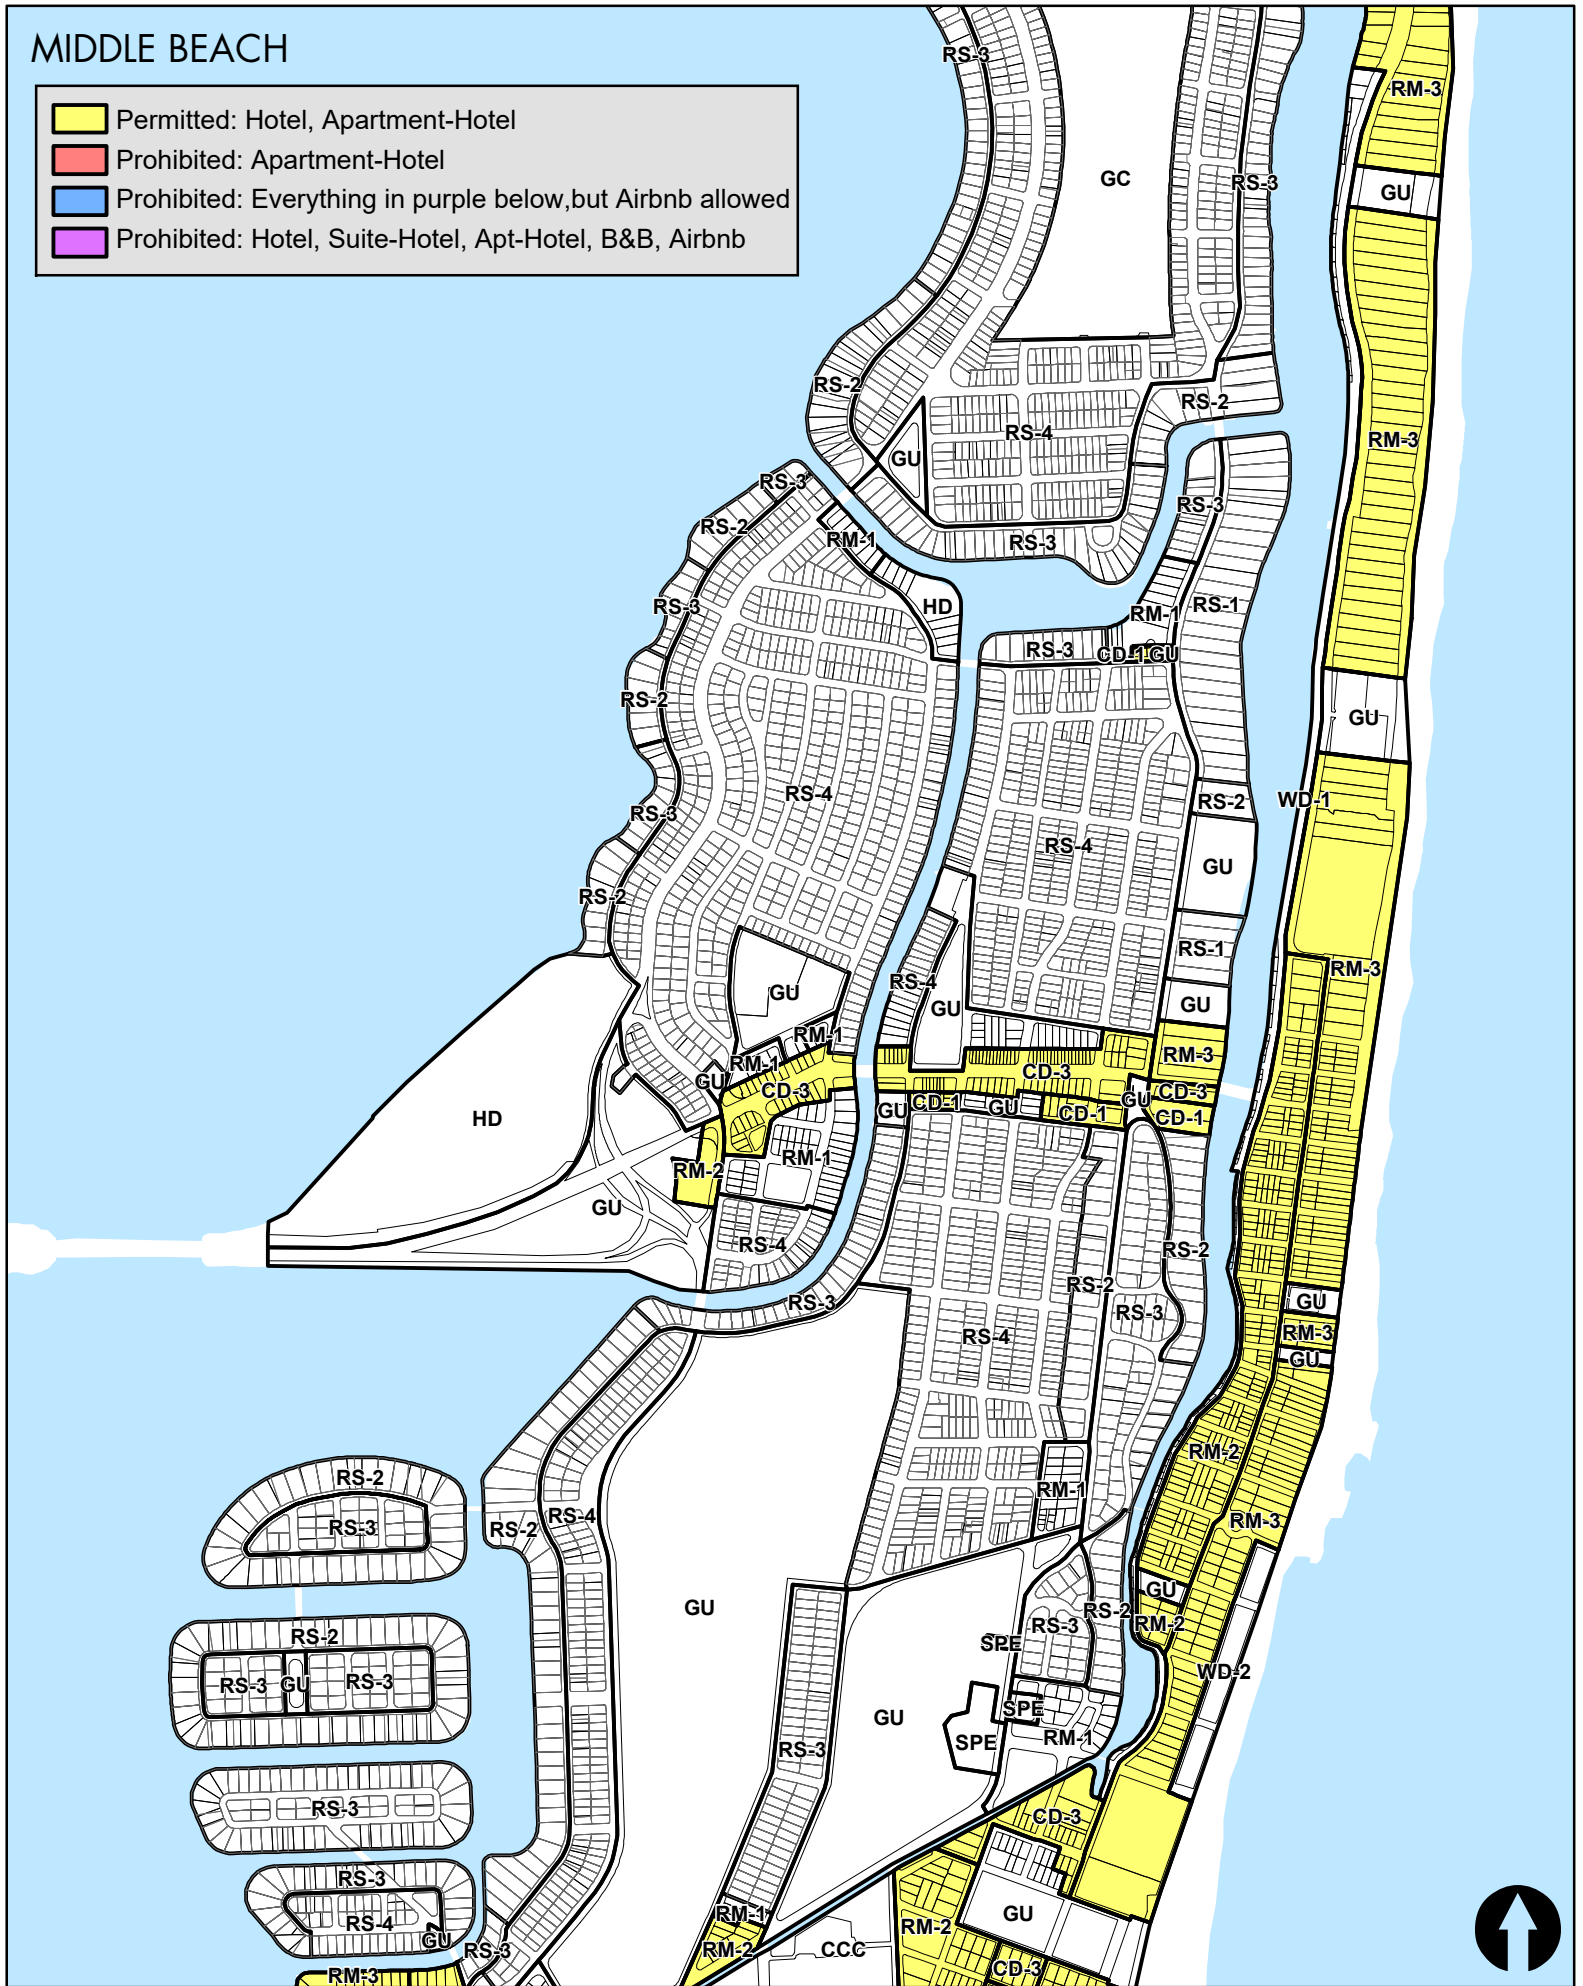 MIDDLE BEACH
Permitted: Hotel, Apartment-Hotel
Prohibited: Apartment-Hotel
Prohibited: Everything in purple below,but Airbnb allowed
Prohibited: Hotel, Suite-Hotel, Apt-Hotel, B&B, Airbnb
RS-3
RM-3
GC
RS-3
GU
RS-2
RS-2
RS-4
RM-3
GU
RS-3
RS-3
RS-2
RM-1
RS-3
RS-3
HD
RS-1
RM-1
RS-3
CD-1
GU
RS-2
GU
RS-4
WD-1
RS-2
RS-3
RS-4
GU
RS-2
RS-1
RM-3
RS-4
GU
GU
GU
RM-1
RM-3
RM-1
CD-3
GU
CD-3
CD-3
GU
CD-1
GU
GU
CD-1
CD-1
HD
RM-1
RM-2
GU
RS-4
RS-2
RS-2
GU
RS-3
RS-3
RM-3
RS-4
GU
RM-2
RS-2
RM-1
RS-4
RM-3
RS-3
RS-2
GU
GU
RS-2
RS-3
RM-2
RS-2
SPE
WD-2
RS-3
GU
RS-3
SPE
GU
RM-1
SPE
RS-3
RS-3
CD-3
RS-3
RM-1
GU
RS-4
RM-2
GU
RS-3
RM-2
CCC
CD-3
RM-3